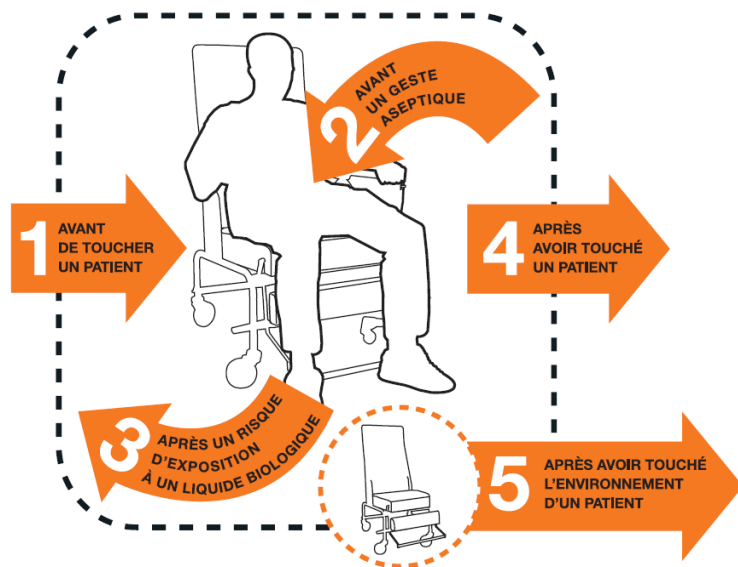 1
AVANT
DE TOUCHER
UN PATIENT
2
AVANT
UN GESTE
ASEPTIQUE
3
APRÈS UN RISQUE
D'EXPOSITION
À UN LIQUIDE BIOLOGIQUE
4
APRÈS
AVOIR TOUCHÉ
UN PATIENT
5
APRÈS AVOIR TOUCHÉ
L'ENVIRONNEMENT
D'UN PATIENT